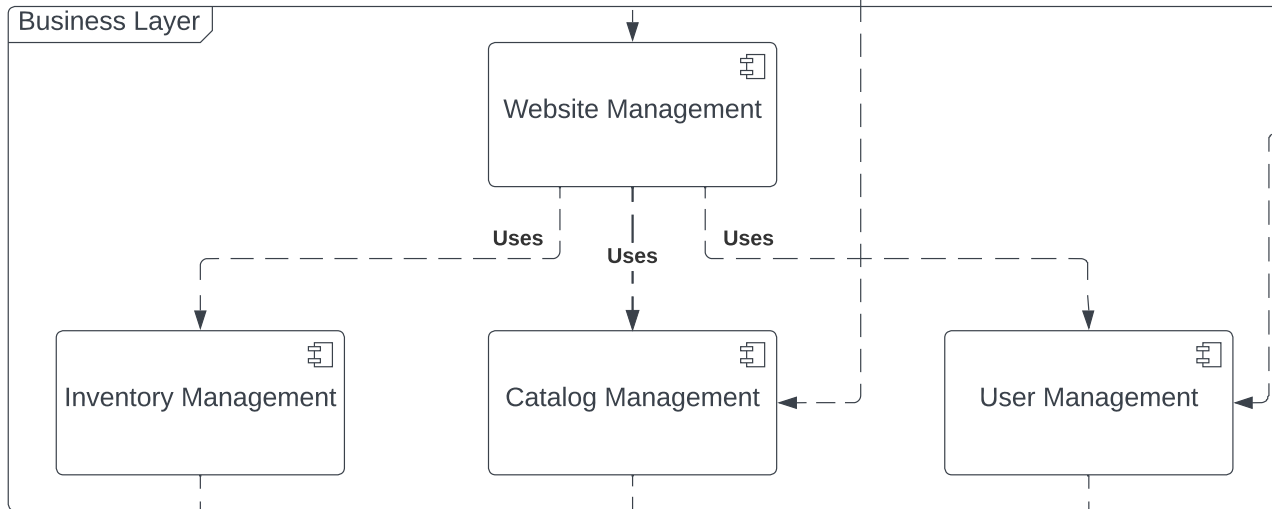 Business Layer
Website Management
Uses
Uses
Uses
Inventory Management
Catalog Management
User Management